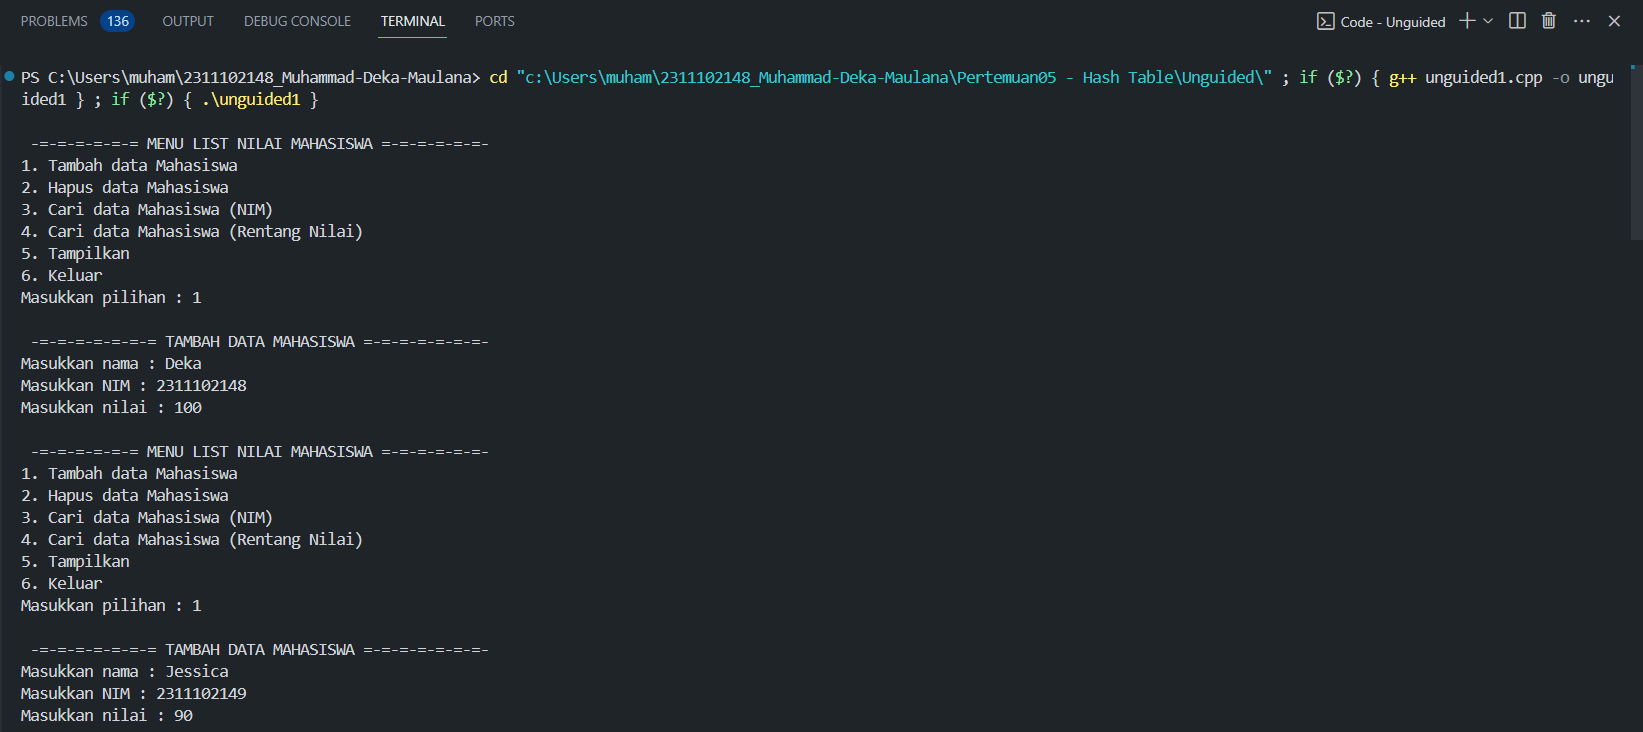 PROBLEMS 136 OUTPUT DEBUG CONSOLE TERMINAL PORTS Code - Unguided
PS C:\Users\muham\2311102148_Muhammad-Deka-Maulana> cd "c:\Users\muham\2311102148_Muhammad-Deka-Maulana\Pertemuan05 - Hash Table\Unguided\" ; if ($?) { g++ unguided1.cpp -o ungu
ided1 } ; if ($?) { .\unguided1 }
-=-=-=-=-=-= MENU LIST NILAI MAHASISWA =-=-=-=-=-=-
1. Tambah data Mahasiswa
2. Hapus data Mahasiswa
3. Cari data Mahasiswa (NIM)
4. Cari data Mahasiswa (Rentang Nilai)
5. Tampilkan
6. Keluar
Masukkan pilihan : 1
-=-=-=-=-=-=-= TAMBAH DATA MAHASISWA =-=-=-=-=-=-=-
Masukkan nama : Deka
Masukkan NIM : 2311102148
Masukkan nilai : 100
-=-=-=-=-=-= MENU LIST NILAI MAHASISWA =-=-=-=-=-=-
1. Tambah data Mahasiswa
2. Hapus data Mahasiswa
3. Cari data Mahasiswa (NIM)
4. Cari data Mahasiswa (Rentang Nilai)
5. Tampilkan
6. Keluar
Masukkan pilihan : 1
-=-=-=-=-=-=-= TAMBAH DATA MAHASISWA =-=-=-=-=-=-=-
Masukkan nama : Jessica
Masukkan NIM : 2311102149
Masukkan nilai : 90